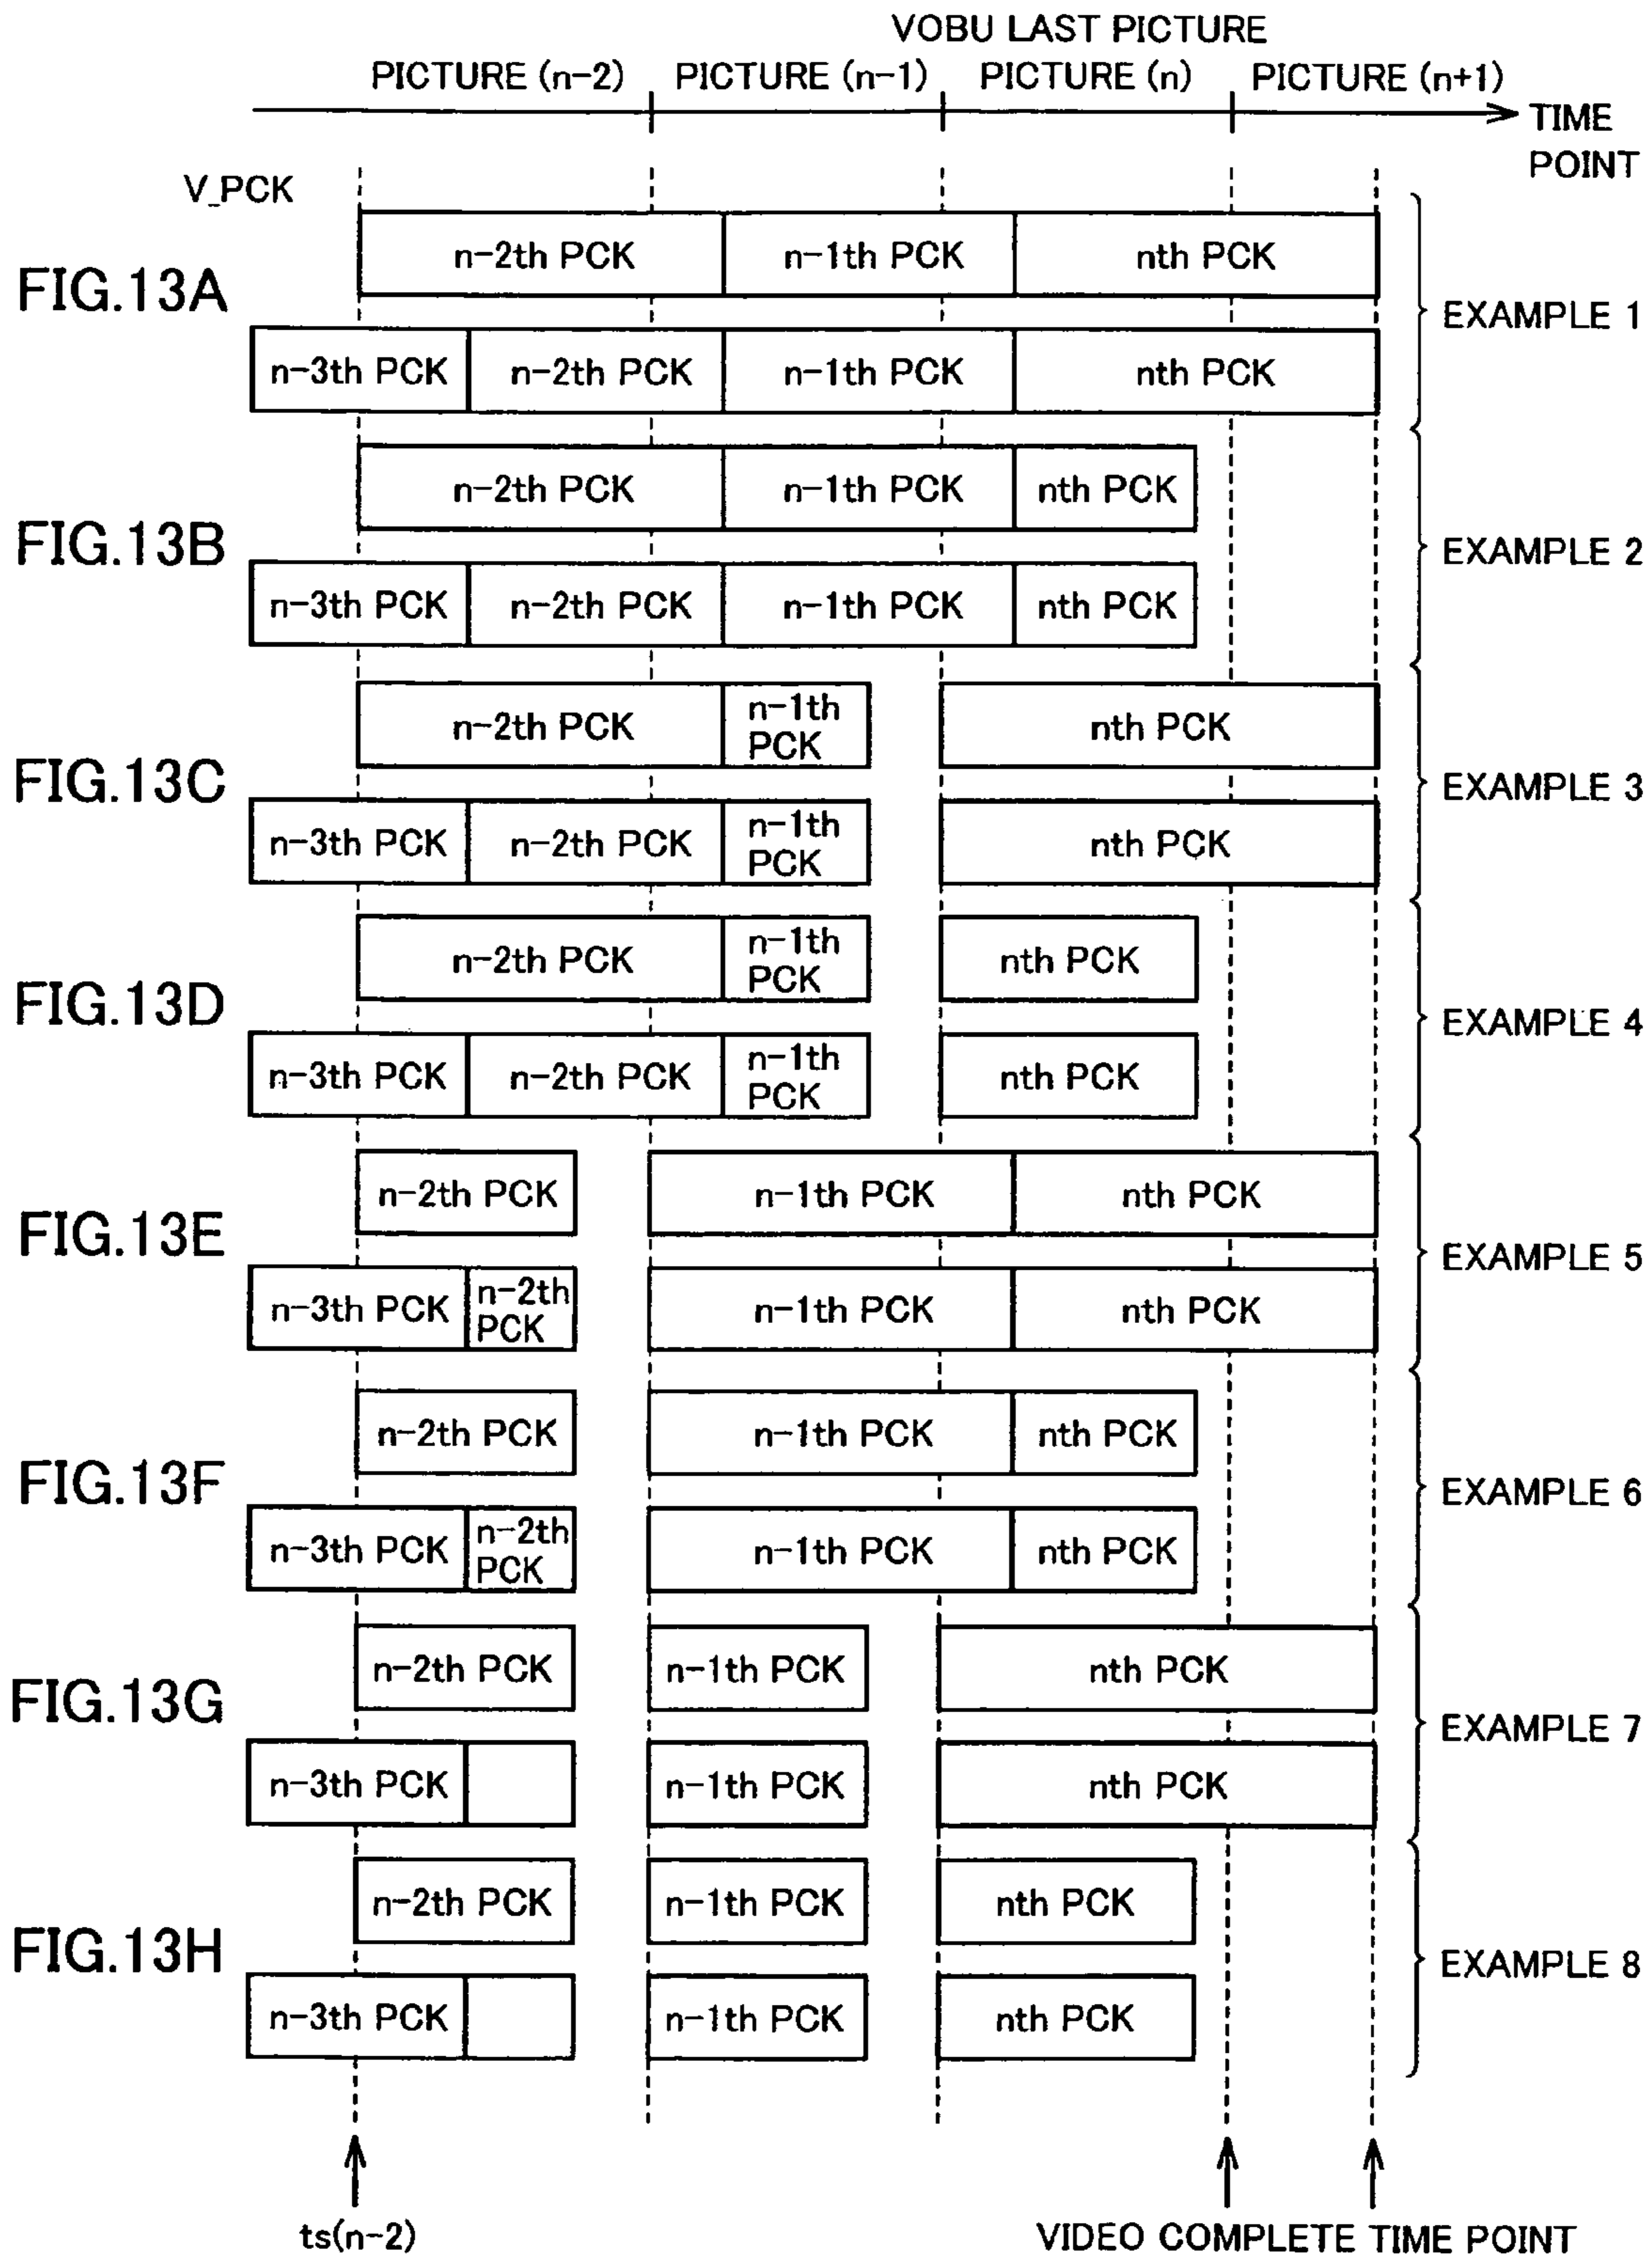 VOBU LAST PICTURE
PICTURE (n-2) PICTURE (n-1) PICTURE (n) PICTURE (n+1)
TIME
POINT
V_PCK
FIG.13A
n-2th PCK n-1th PCK nth PCK
n-3th PCK n-2th PCK n-1th PCK nth PCK
EXAMPLE 1
FIG.13B
n-2th PCK n-1th PCK nth PCK
n-3th PCK n-2th PCK n-1th PCK nth PCK
EXAMPLE 2
FIG.13C
n-2th PCK n-1th PCK nth PCK
n-3th PCK n-2th PCK n-1th PCK nth PCK
EXAMPLE 3
FIG.13D
n-2th PCK n-1th PCK nth PCK
n-3th PCK n-2th PCK n-1th PCK nth PCK
EXAMPLE 4
FIG.13E
n-2th PCK n-1th PCK nth PCK
n-3th PCK n-2th PCK n-1th PCK nth PCK
EXAMPLE 5
FIG.13F
n-2th PCK n-1th PCK nth PCK
n-3th PCK n-2th PCK n-1th PCK nth PCK
EXAMPLE 6
FIG.13G
n-2th PCK n-1th PCK nth PCK
n-3th PCK n-1th PCK nth PCK
EXAMPLE 7
FIG.13H
n-2th PCK n-1th PCK nth PCK
n-3th PCK n-1th PCK nth PCK
EXAMPLE 8
ts(n-2)
VIDEO COMPLETE TIME POINT